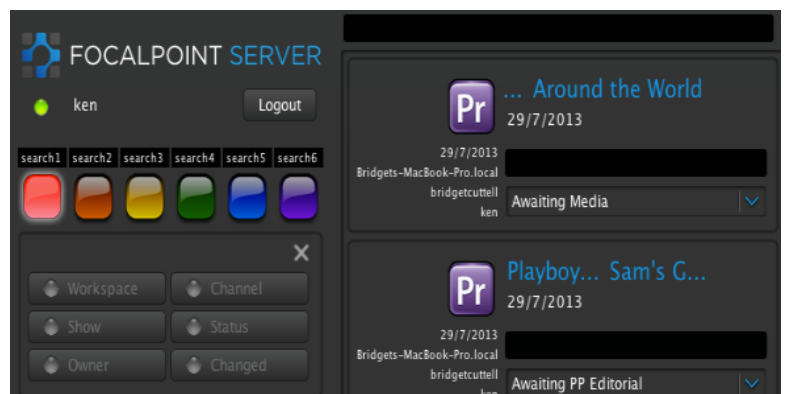 FOCALPOINT SERVER
ken
Logout
search1 search2 search3 search4 search5 search6
Workspace
Channel
Show
Status
Owner
Changed
Pr
... Around the World
29/7/2013
29/7/2013
Bridgets-MacBook-Pro.local
bridgetcuttell
ken
Awaiting Media
Pr
Playboy... Sam's G...
29/7/2013
29/7/2013
Bridgets-MacBook-Pro.local
bridgetcuttell
ken
Awaiting PP Editorial